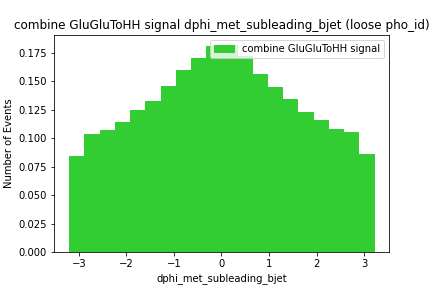 combine GluGluToHH signal dphi_met_subleading_bjet (loose pho_id)
combine GluGluToHH signal
Number of Events
0.175
0.150
0.125
0.100
0.075
0.050
0.025
0.000
−3 −2 −1 0 1 2 3
dphi_met_subleading_bjet